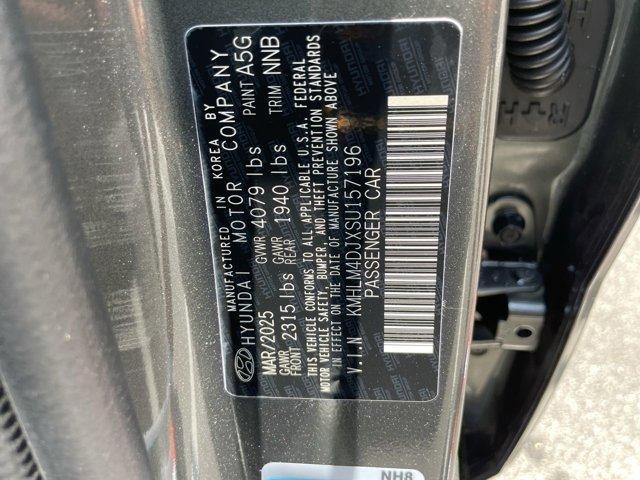 MANUFACTURED IN KOREA BY
HYUNDAI MOTOR COMPANY
MAR/2025 GVWR 4079 lbs PAINT A5G
GAWR FRONT 2315 lbs GAWR REAR 1940 lbs TRIM NNB
THIS VEHICLE CONFORMS TO ALL APPLICABLE U.S.A. FEDERAL
MOTOR VEHICLE SAFETY, BUMPER, AND THEFT PREVENTION STANDARDS
IN EFFECT ON THE DATE OF MANUFACTURE SHOWN ABOVE
V.I.N KMHLM4DJXSU157196
PASSENGER CAR
NH8